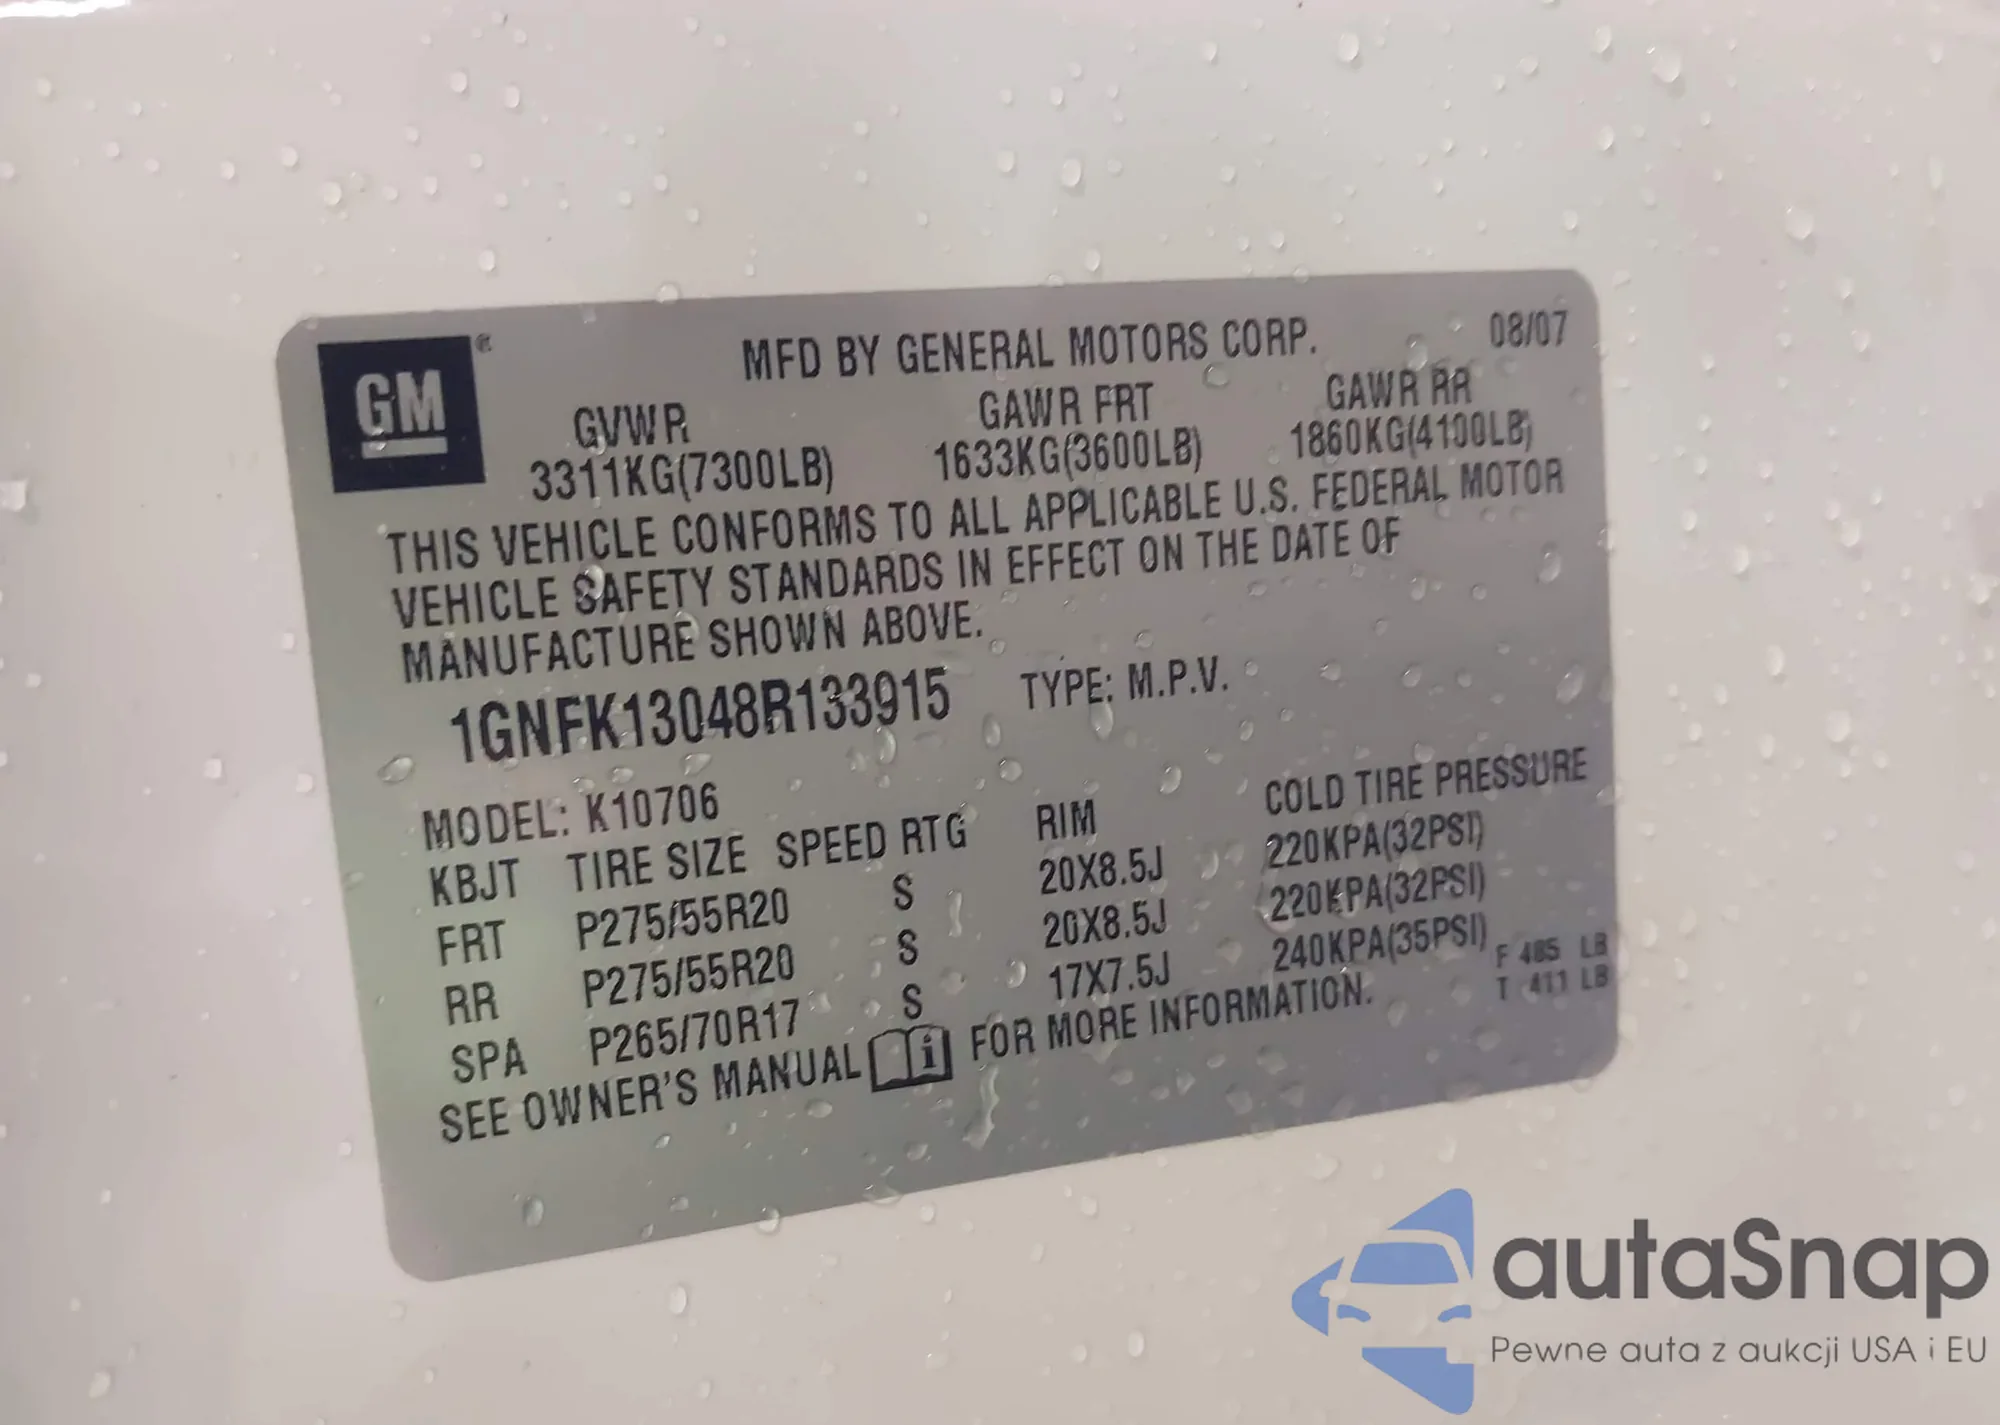 GM®
MFD BY GENERAL MOTORS CORP. 08/07
GVWR GAWR FRT GAWR RR
3311KG(7300LB) 1633KG(3600LB) 1860KG(4100LB)
THIS VEHICLE CONFORMS TO ALL APPLICABLE U.S. FEDERAL MOTOR
VEHICLE SAFETY STANDARDS IN EFFECT ON THE DATE OF
MANUFACTURE SHOWN ABOVE.
1GNFK13048R133915 TYPE: M.P.V.
MODEL: K10706
KBJT TIRE SIZE SPEED RTG RIM COLD TIRE PRESSURE
FRT P275/55R20 S 20X8.5J 220KPA(32PSI)
RR P275/55R20 S 20X8.5J 220KPA(32PSI)
SPA P265/70R17 S 17X7.5J 240KPA(35PSI)
SEE OWNER'S MANUAL i FOR MORE INFORMATION.
F 485 LB
T 411 LB
autaSnap
Pewne auta z aukcji USA i EU